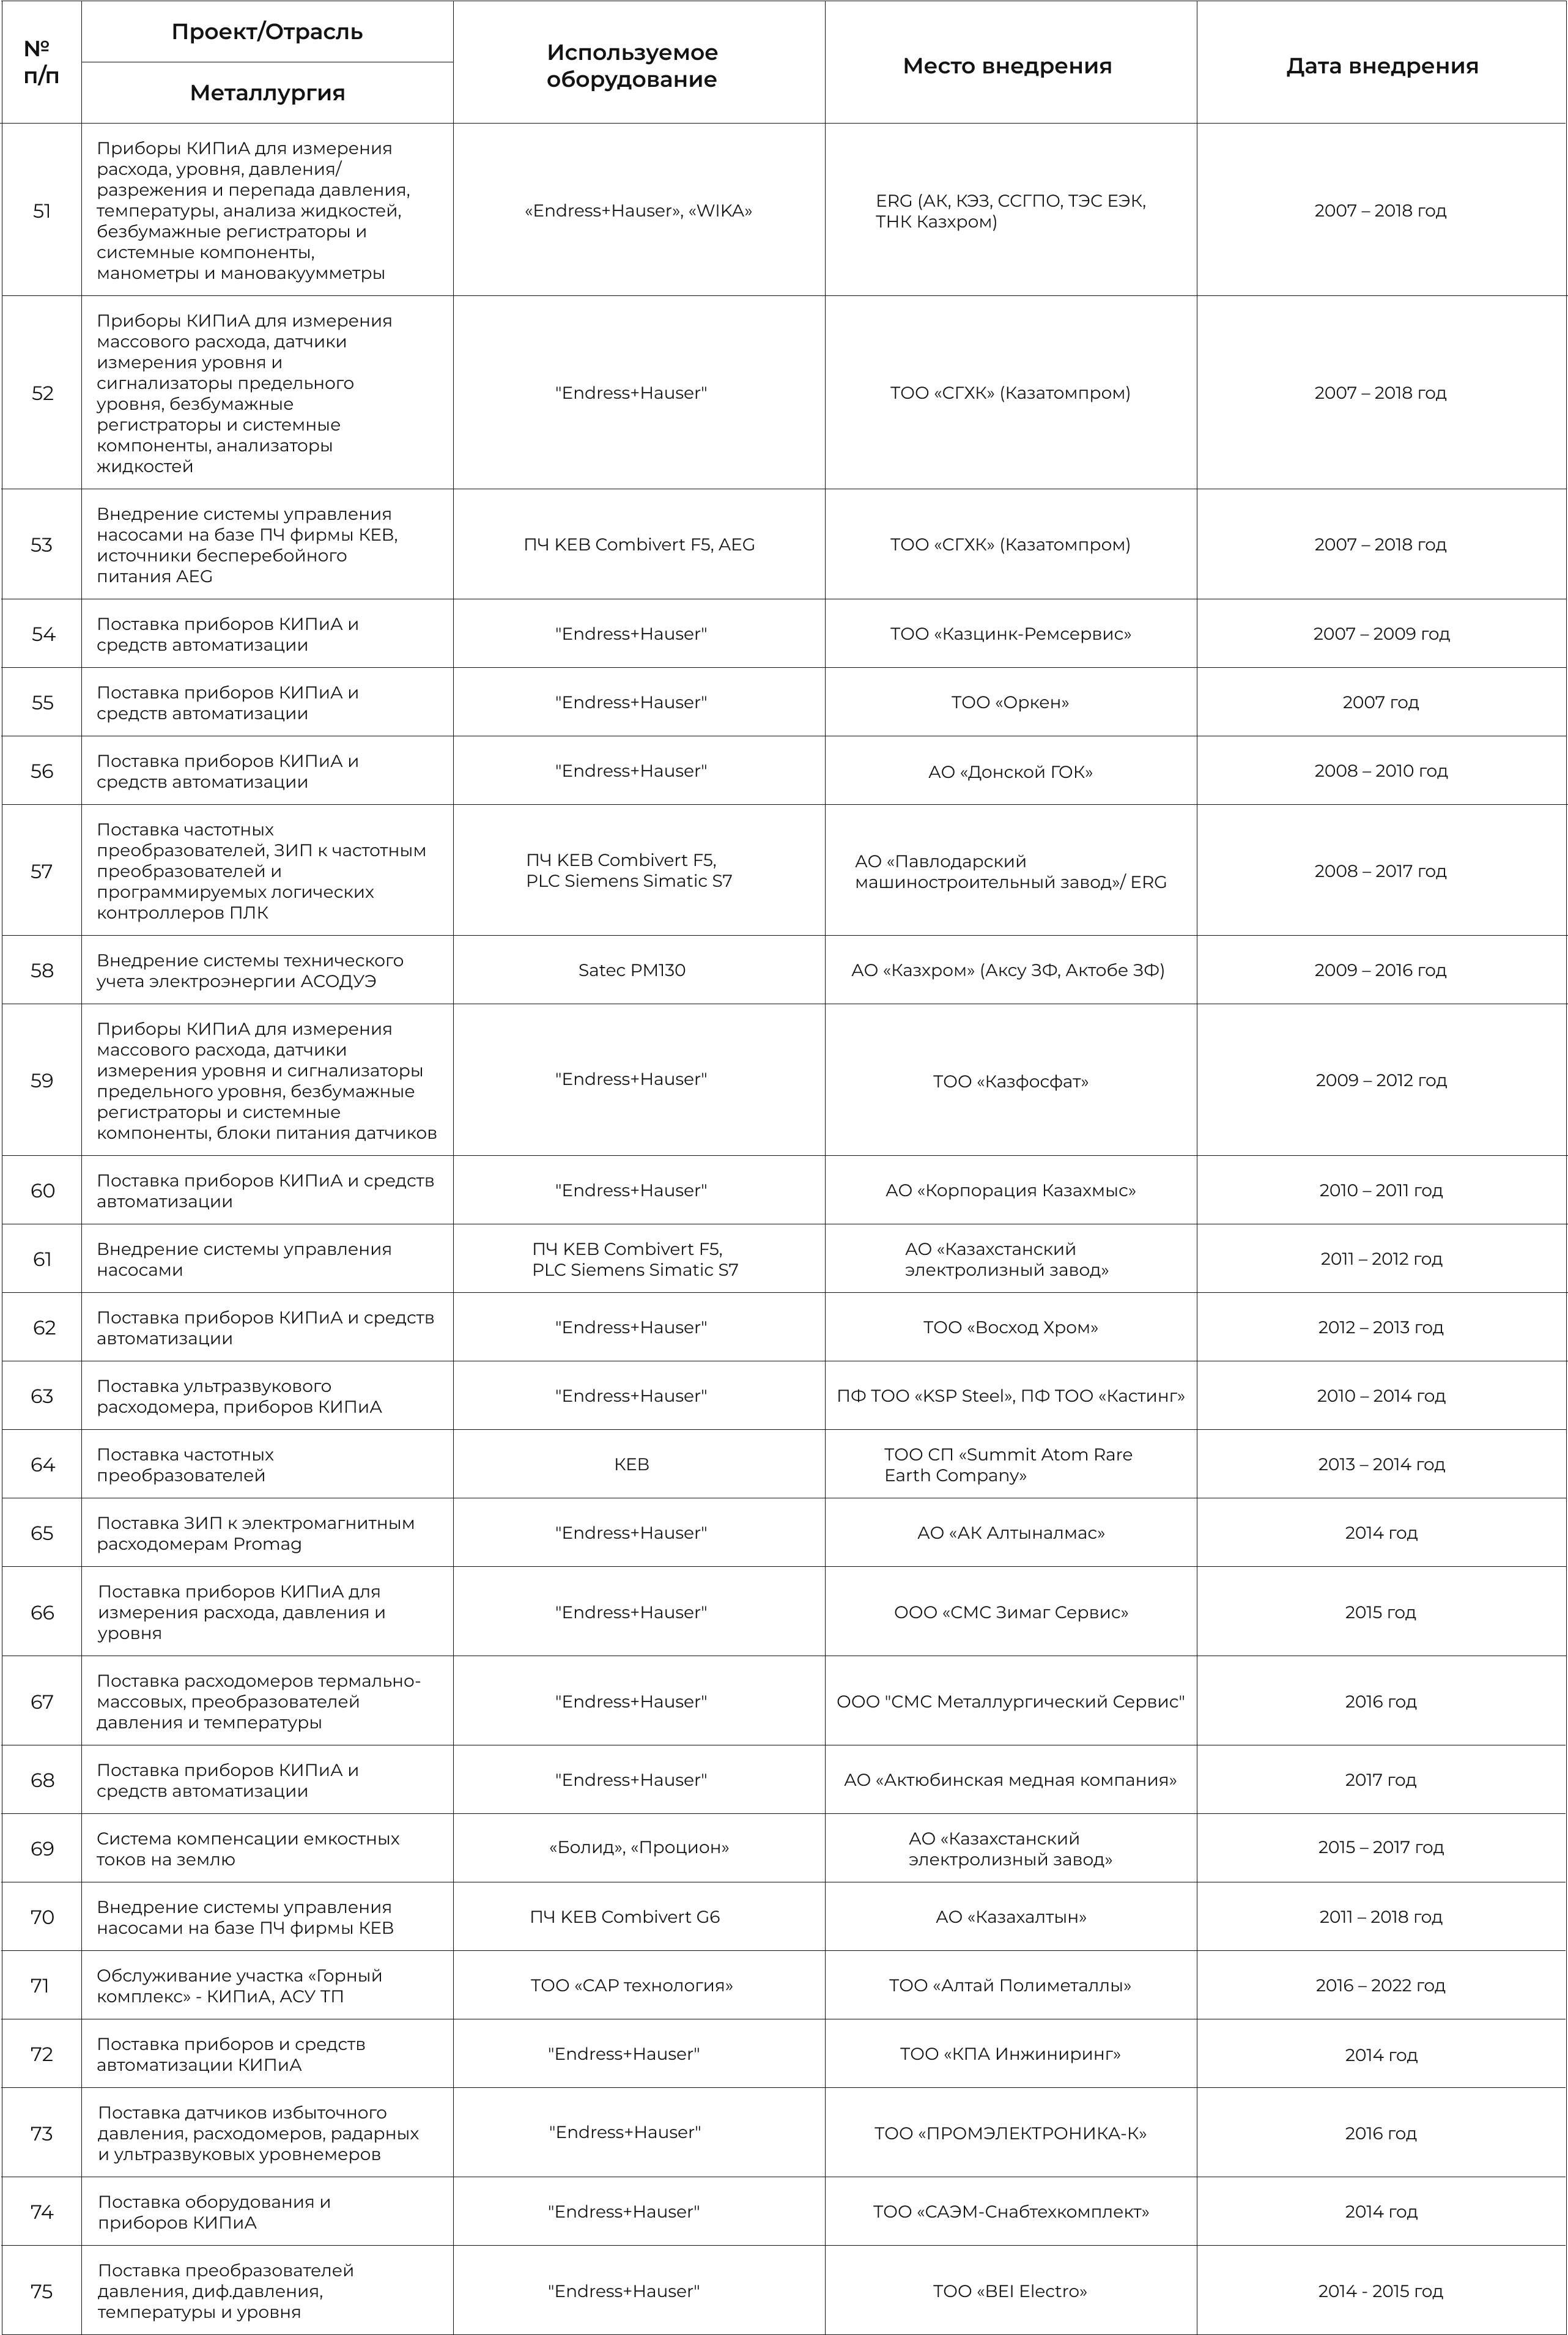 №
п/п
Проект/Отрасль
Металлургия
Используемое
оборудование
Место внедрения
Дата внедрения
51
Приборы КИПиА для измерения
расхода, уровня, давления/
разрежения и перепада давления,
температуры, анализа жидкостей,
безбумажные регистраторы и
системные компоненты,
манометры и мановакуумметры
«Endress+Hauser», «WIKA»
ERG (АК, КЭЗ, ССГПО, ТЭС ЕЭК,
ТНК Казхром)
2007 – 2018 год
52
Приборы КИПиА для измерения
массового расхода, датчики
измерения уровня и
сигнализаторы предельного
уровня, безбумажные
регистраторы и системные
компоненты, анализаторы
жидкостей
"Endress+Hauser"
ТОО «СГХК» (Казатомпром)
2007 – 2018 год
53
Внедрение системы управления
насосами на базе ПЧ фирмы КЕВ,
источники бесперебойного
питания AEG
ПЧ KEB Combivert F5, AEG
ТОО «СГХК» (Казатомпром)
2007 – 2018 год
54
Поставка приборов КИПиА и
средств автоматизации
"Endress+Hauser"
ТОО «Казцинк-Ремсервис»
2007 – 2009 год
55
Поставка приборов КИПиА и
средств автоматизации
"Endress+Hauser"
ТОО «Оркен»
2007 год
56
Поставка приборов КИПиА и
средств автоматизации
"Endress+Hauser"
АО «Донской ГОК»
2008 – 2010 год
57
Поставка частотных
преобразователей, ЗИП к частотным
преобразователей и
программируемых логических
контроллеров ПЛК
ПЧ KEB Combivert F5,
PLC Siemens Simatic S7
АО «Павлодарский
машиностроительный завод»/ ERG
2008 – 2017 год
58
Внедрение системы технического
учета электроэнергии АСОДУЭ
Satec PM130
АО «Казхром» (Аксу ЗФ, Актобе ЗФ)
2009 – 2016 год
59
Приборы КИПиА для измерения
массового расхода, датчики
измерения уровня и сигнализаторы
предельного уровня, безбумажные
регистраторы и системные
компоненты, блоки питания датчиков
"Endress+Hauser"
ТОО «Казфосфат»
2009 – 2012 год
60
Поставка приборов КИПиА и средств
автоматизации
"Endress+Hauser"
АО «Корпорация Казахмыс»
2010 – 2011 год
61
Внедрение системы управления
насосами
ПЧ KEB Combivert F5,
PLC Siemens Simatic S7
АО «Казахстанский
электролизный завод»
2011 – 2012 год
62
Поставка приборов КИПиА и средств
автоматизации
"Endress+Hauser"
ТОО «Восход Хром»
2012 – 2013 год
63
Поставка ультразвукового
расходомера, приборов КИПиА
"Endress+Hauser"
ПФ ТОО «KSP Steel», ПФ ТОО «Кастинг»
2010 – 2014 год
64
Поставка частотных
преобразователей
КЕВ
ТОО СП «Summit Atom Rare
Earth Company»
2013 – 2014 год
65
Поставка ЗИП к электромагнитным
расходомерам Promag
"Endress+Hauser"
АО «АК Алтыналмас»
2014 год
66
Поставка приборов КИПиА для
измерения расхода, давления и
уровня
"Endress+Hauser"
ООО «СМС Зимаг Сервис»
2015 год
67
Поставка расходомеров термально-
массовых, преобразователей
давления и температуры
"Endress+Hauser"
ООО "СМС Металлургический Сервис"
2016 год
68
Поставка приборов КИПиА и
средств автоматизации
"Endress+Hauser"
АО «Актюбинская медная компания»
2017 год
69
Система компенсации емкостных
токов на землю
«Болид», «Процион»
АО «Казахстанский
электролизный завод»
2015 – 2017 год
70
Внедрение системы управления
насосами на базе ПЧ фирмы КЕВ
ПЧ KEB Combivert G6
АО «Казахалтын»
2011 – 2018 год
71
Обслуживание участка «Горный
комплекс» - КИПиА, АСУ ТП
ТОО «САР технология»
ТОО «Алтай Полиметаллы»
2016 – 2022 год
72
Поставка приборов и средств
автоматизации КИПиА
"Endress+Hauser"
ТОО «КПА Инжиниринг»
2014 год
73
Поставка датчиков избыточного
давления, расходомеров, радарных
и ультразвуковых уровнемеров
"Endress+Hauser"
ТОО «ПРОМЭЛЕКТРОНИКА-К»
2016 год
74
Поставка оборудования и
приборов КИПиА
"Endress+Hauser"
ТОО «САЭМ-Снабтехкомплект»
2014 год
75
Поставка преобразователей
давления, диф.давления,
температуры и уровня
"Endress+Hauser"
ТОО «BEI Electro»
2014 - 2015 год